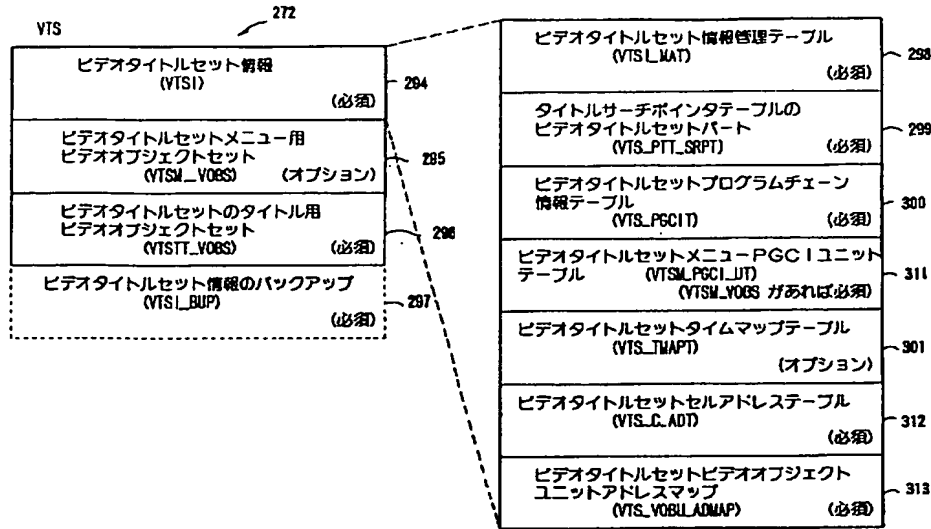 272
VTS
ビデオタイトルセット情報
(VTSI)
(必須)
294
ビデオタイトルセットメニュー用
ビデオオブジェクトセット
(VTSM_VOBS) (オプション)
295
ビデオタイトルセットのタイトル用
ビデオオブジェクトセット
(VTSTT_VOBS) (必須)
296
ビデオタイトルセット情報のバックアップ
(VTSI_BUP)
(必須)
297
ビデオタイトルセット情報管理テーブル
(VTSI_MAT)
(必須)
298
タイトルサーチポインタテーブルの
ビデオタイトルセットパート
(VTS_PTT_SRPT) (必須)
299
ビデオタイトルセットプログラムチェーン
情報テーブル
(VTS_PGCIT) (必須)
300
ビデオタイトルセットメニューPGCIユニット
テーブル (VTSM_PGCI_UT)
(VTSM_VOBS があれば必須)
311
ビデオタイトルセットタイムマップテーブル
(VTS_TMAPT)
(オプション)
301
ビデオタイトルセットセルアドレステーブル
(VTS_C_ADT)
(必須)
312
ビデオタイトルセットビデオオブジェクト
ユニットアドレスマップ
(VTS_VOBU_ADMAP) (必須)
313